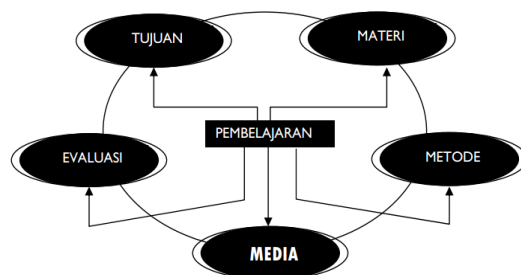 TUJUAN
MATERI
PEMBELAJARAN
EVALUASI
METODE
MEDIA